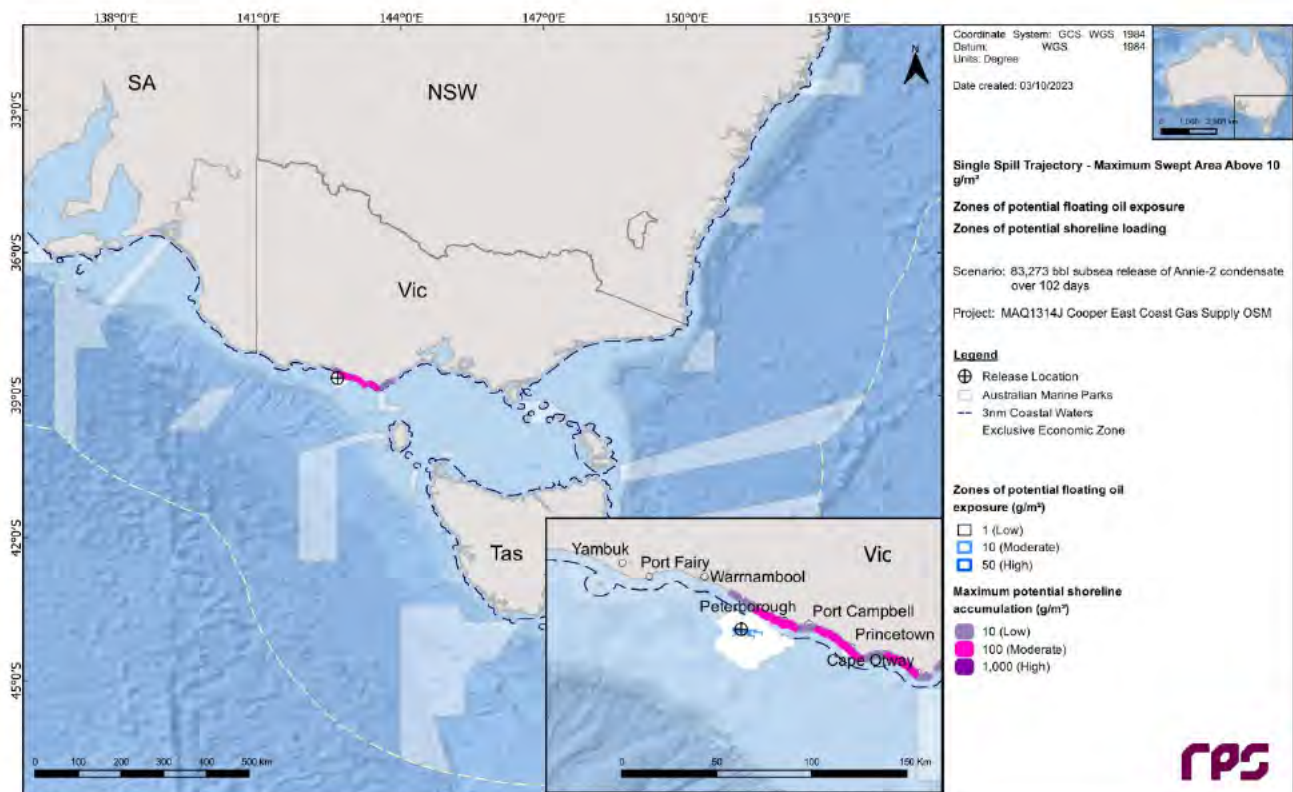 138°0'E 141°0'E 144°0'E 147°0'E 150°0'E 153°0'E
33°0'S
36°0'S
39°0'S
42°0'S
45°0'S
SA
NSW
Vic
Tas
N
0 100 200 300 400 500 km
Yambuk
Port Fairy
Warrnambool
Vic
Peterborough
Port Campbell
Princetown
Cape Otway
0 50 100 150 Km
Coordinate System: GCS WGS 1984
Datum: WGS 1984
Units: Degree
Date created: 03/10/2023
Single Spill Trajectory - Maximum Swept Area Above 10
g/m²
Zones of potential floating oil exposure
Zones of potential shoreline loading
Scenario: 83,273 bbl subsea release of Annie-2 condensate
over 102 days
Project: MAQ1314J Cooper East Coast Gas Supply OSM
Legend
Release Location
Australian Marine Parks
3nm Coastal Waters
Exclusive Economic Zone
Zones of potential floating oil
exposure (g/m²)
1 (Low)
10 (Moderate)
50 (High)
Maximum potential shoreline
accumulation (g/m²)
10 (Low)
100 (Moderate)
1,000 (High)
rps